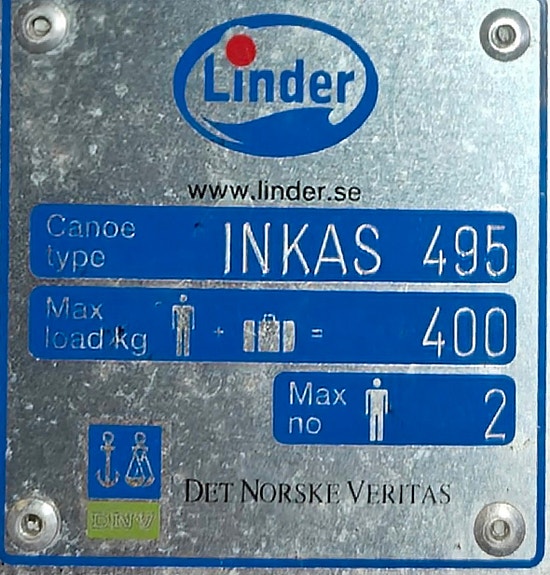 Linder
www.linder.se
Canoe type INKAS 495
Max load kg + = 400
Max no 2
DNV
DET NORSKE VERITAS